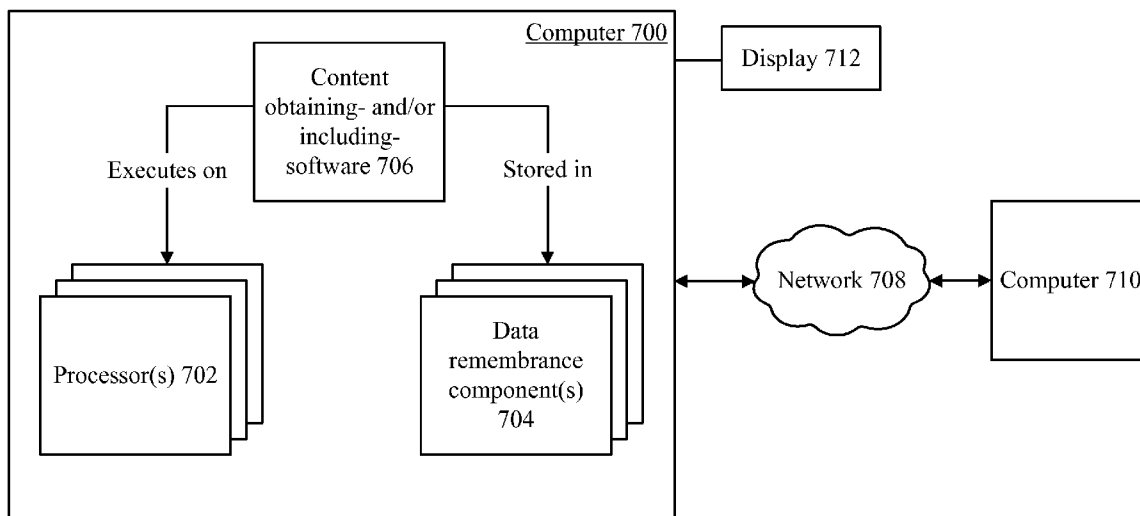 Computer 700
Display 712
Content
obtaining- and/or
including-
software 706
Executes on
Stored in
Processor(s) 702
Data
remembrance
component(s)
704
Network 708
Computer 710